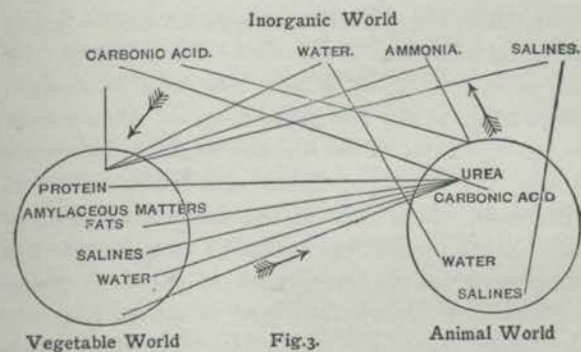 Inorganic World
CARBONIC ACID. WATER. AMMONIA. SALINES.
PROTEIN
AMYLACEOUS MATTERS
FATS
SALINES
WATER
UREA
CARBONIC ACID
WATER
SALINES
Vegetable World Fig.3. Animal World